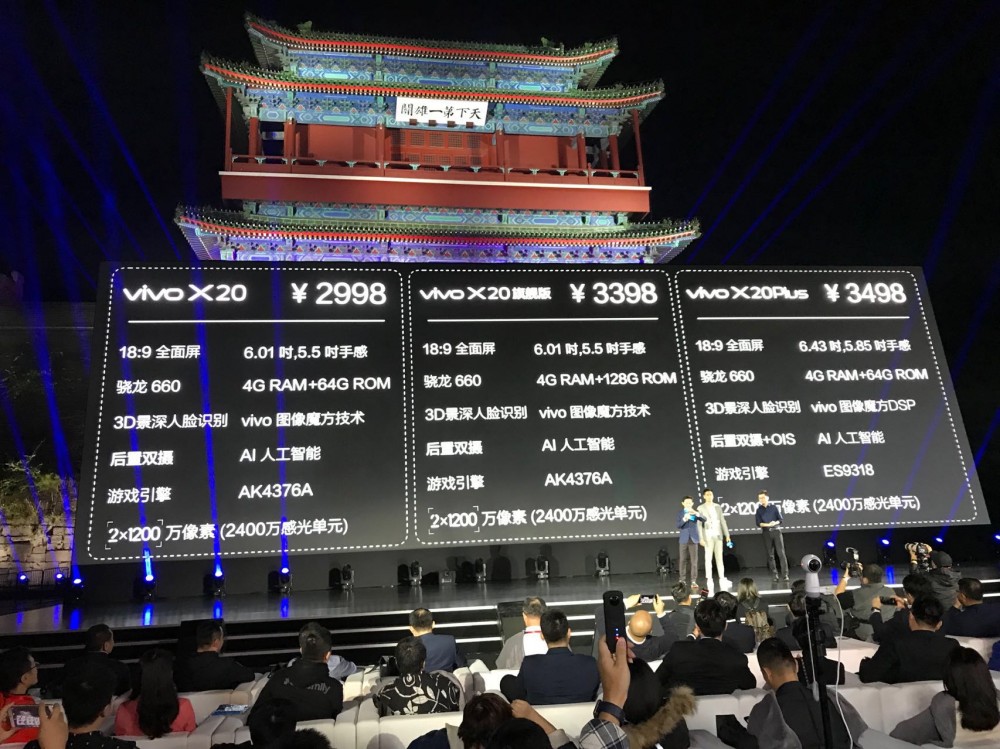 天下第一雄關
vivo X20 ¥2998
18:9 全面屏 6.01 吋,5.5 吋手感
骁龙 660 4G RAM+64G ROM
3D景深人脸识别 vivo 图像魔方技术
后置双摄 AI 人工智能
游戏引擎 AK4376A
2×1200 万像素 (2400万感光单元)
vivo X20旗舰版 ¥3398
18:9 全面屏 6.01 吋,5.5 吋手感
骁龙 660 4G RAM+128G ROM
3D景深人脸识别 vivo 图像魔方技术
后置双摄 AI 人工智能
游戏引擎 AK4376A
2×1200 万像素 (2400万感光单元)
vivo X20Plus ¥3498
18:9 全面屏 6.43 吋,5.85 吋手感
骁龙 660 4G RAM+64G ROM
3D景深人脸识别 vivo 图像魔方DSP
后置双摄+OIS AI 人工智能
游戏引擎 ES9318
2×1200 万像素 (2400万感光单元)